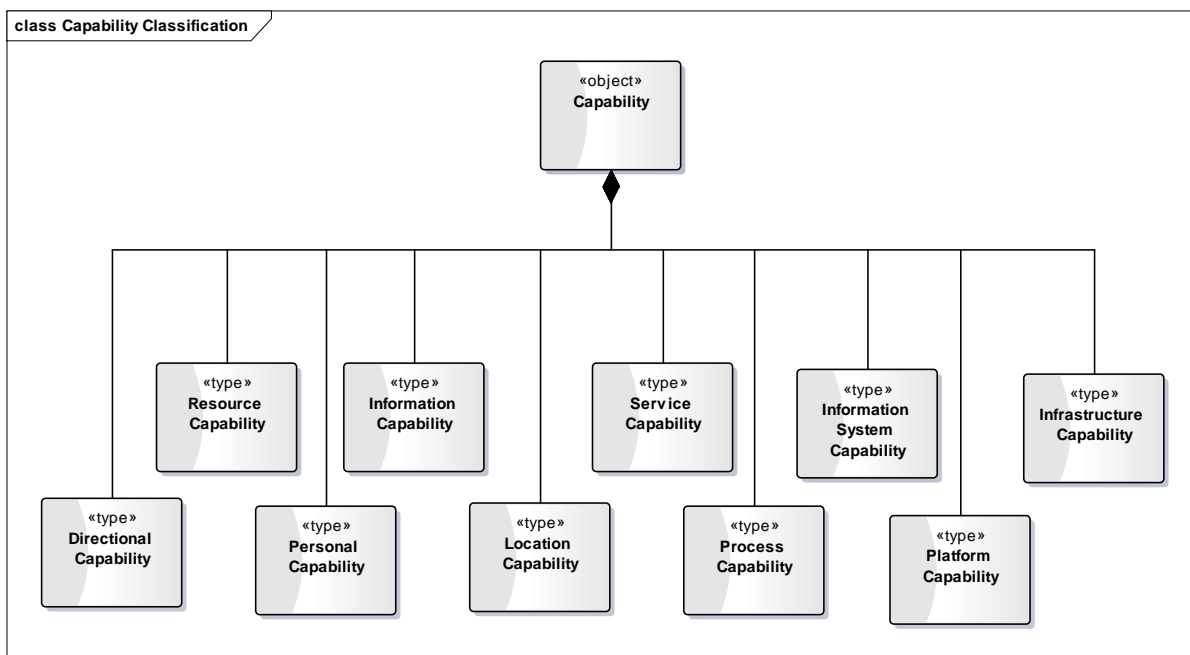 class Capability Classification
«object»
Capability
«type»
Resource
Capability
«type»
Information
Capability
«type»
Service
Capability
«type»
Information
System
Capability
«type»
Infrastructure
Capability
«type»
Directional
Capability
«type»
Personal
Capability
«type»
Location
Capability
«type»
Process
Capability
«type»
Platform
Capability